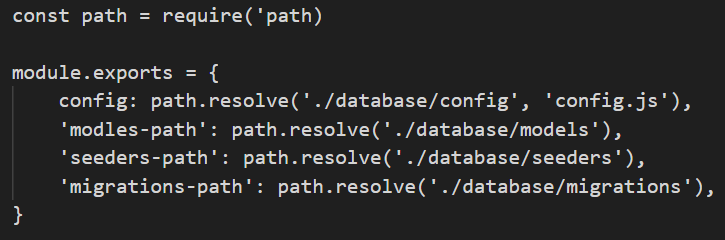 const path = require('path)
module.exports = {
config: path.resolve('./database/config', 'config.js'),
'modles-path': path.resolve('./database/models'),
'seeders-path': path.resolve('./database/seeders'),
'migrations-path': path.resolve('./database/migrations'),
}